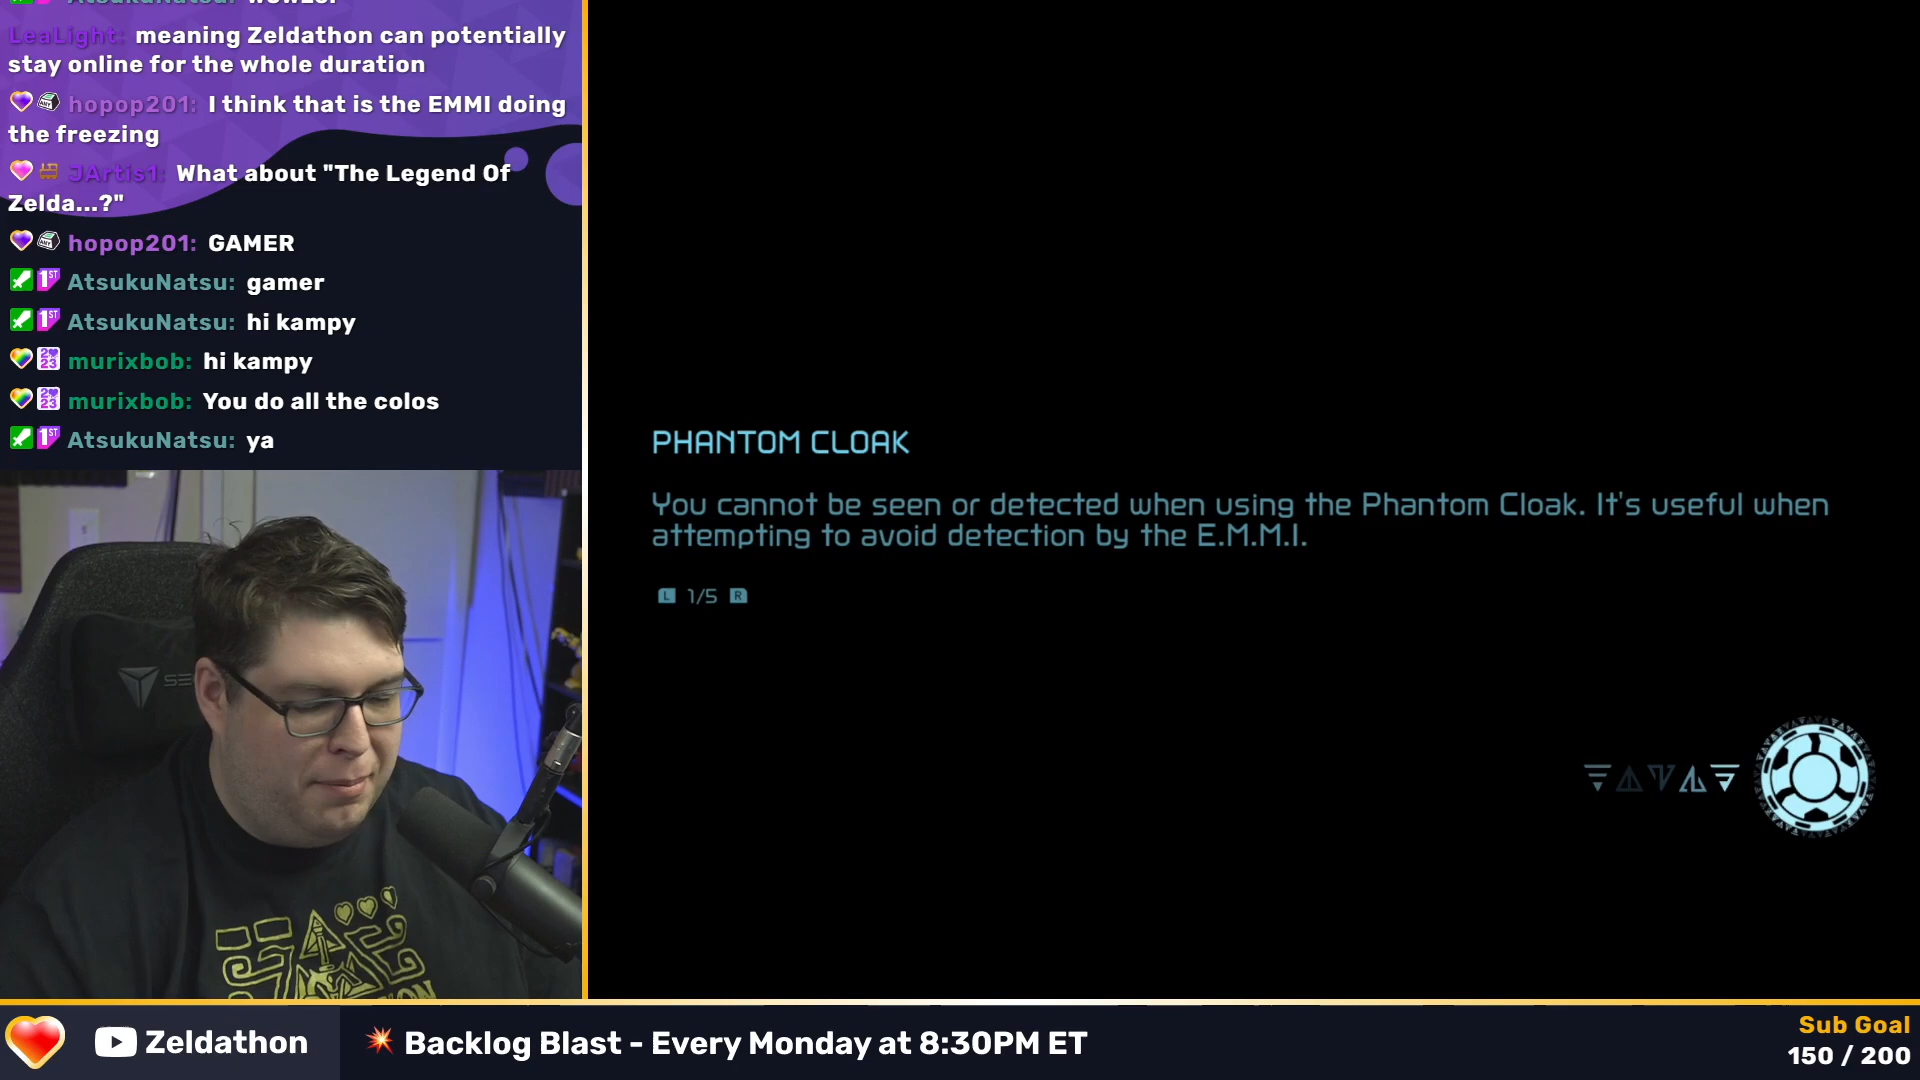 LeaLight: meaning Zeldathon can potentially
stay online for the whole duration
hopop201: I think that is the EMMI doing
the freezing
JArtis1: What about "The Legend Of
Zelda...?"
hopop201: GAMER
AtsukuNatsu: gamer
AtsukuNatsu: hi kampy
murixbob: hi kampy
murixbob: You do all the colos
AtsukuNatsu: ya
PHANTOM CLOAK
You cannot be seen or detected when using the Phantom Cloak. It's useful when
attempting to avoid detection by the E.M.M.I.
L 1/5 R
Zeldathon
Backlog Blast - Every Monday at 8:30PM ET
Sub Goal
150 / 200